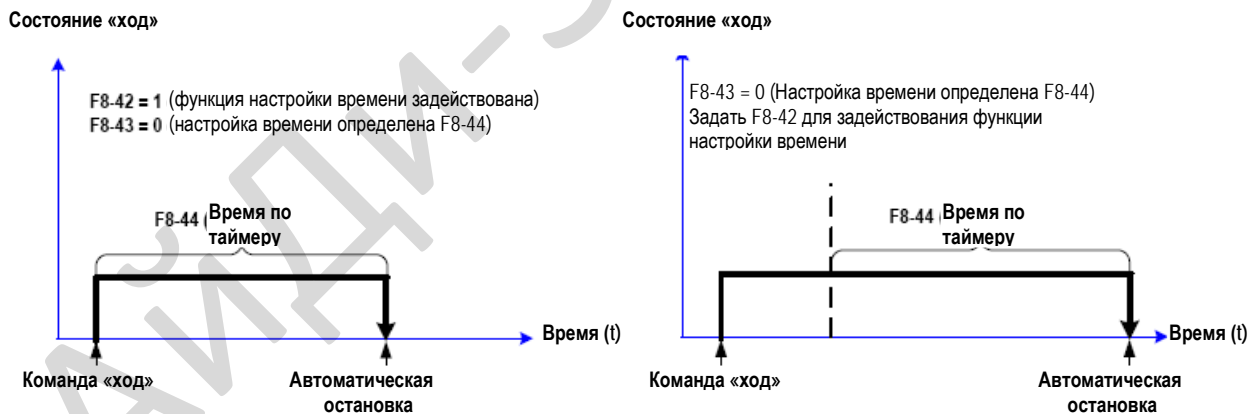 Состояние «ход»
F8-42 = 1 (функция настройки времени задействована)
F8-43 = 0 (настройка времени определена F8-44)
F8-44 ( Время по
таймеру
Время (t)
Команда «ход»
Автоматическая
остановка
Состояние «ход»
F8-43 = 0 (Настройка времени определена F8-44)
Задать F8-42 для задействования функции
настройки времени
F8-44 ( Время по
таймеру
Время (t)
Команда «ход»
Автоматическая
остановка